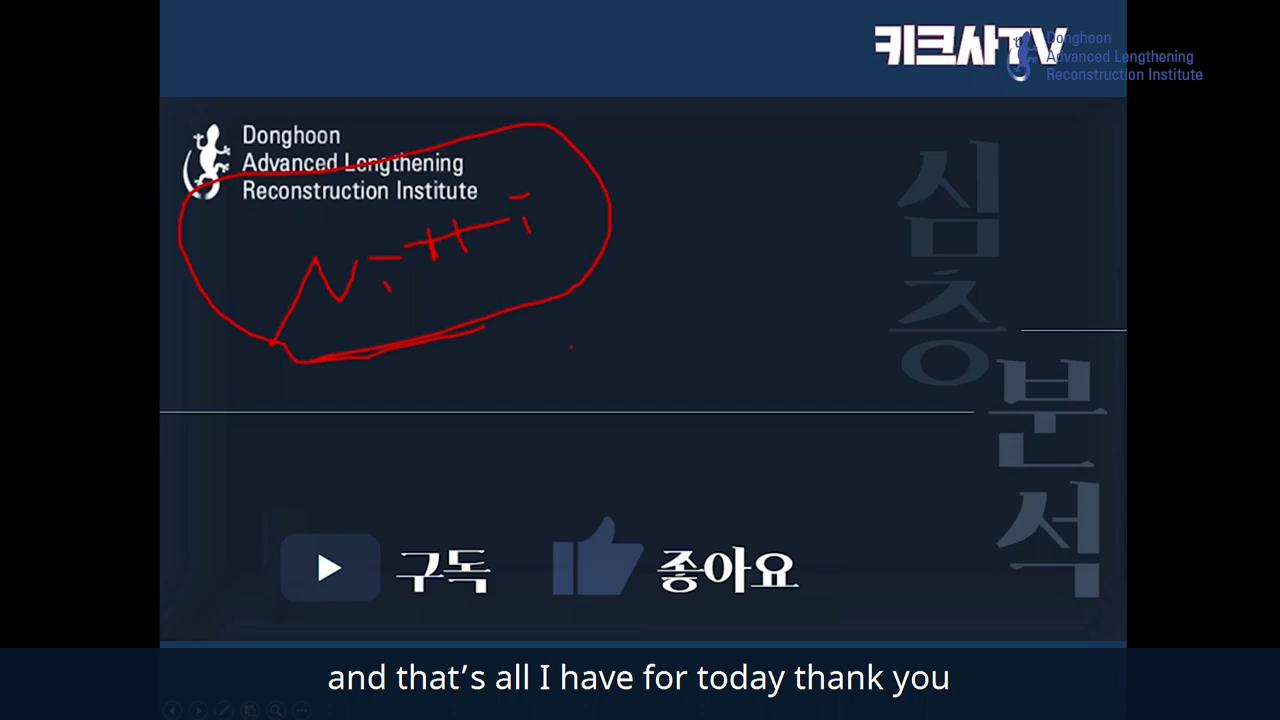 키크사TV
Donghoon
Advanced Lengthening
Reconstruction Institute
Donghoon
Advanced Lengthening
Reconstruction Institute
심층
분석
구독
좋아요
and that's all I have for today thank you